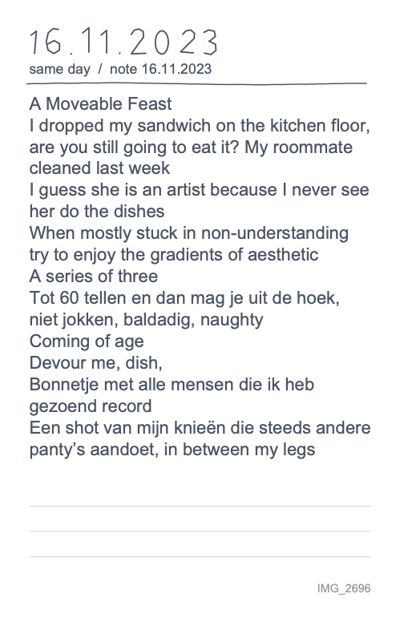 16.11.2023
same day / note 16.11.2023
A Moveable Feast
I dropped my sandwich on the kitchen floor,
are you still going to eat it? My roommate
cleaned last week
I guess she is an artist because I never see
her do the dishes
When mostly stuck in non-understanding
try to enjoy the gradients of aesthetic
A series of three
Tot 60 tellen en dan mag je uit de hoek,
niet jokken, baldadig, naughty
Coming of age
Devour me, dish,
Bonnetje met alle mensen die ik heb
gezoend record
Een shot van mijn knieën die steeds andere
panty’s aandoet, in between my legs
IMG_2696